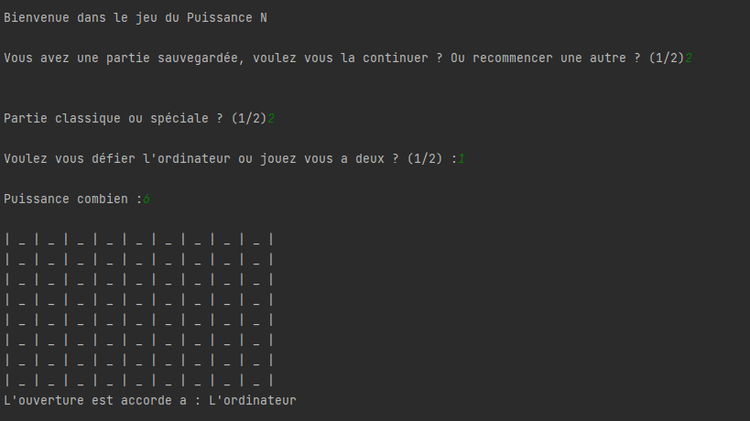 Bienvenue dans le jeu du Puissance N
Vous avez une partie sauvegardée, voulez vous la continuer ? Ou recommencer une autre ? (1/2)2
Partie classique ou spéciale ? (1/2)2
Voulez vous défier l'ordinateur ou jouez vous a deux ? (1/2) :1
Puissance combien :6
| _ | _ | _ | _ | _ | _ | _ | _ | _ |
| _ | _ | _ | _ | _ | _ | _ | _ | _ |
| _ | _ | _ | _ | _ | _ | _ | _ | _ |
| _ | _ | _ | _ | _ | _ | _ | _ | _ |
| _ | _ | _ | _ | _ | _ | _ | _ | _ |
| _ | _ | _ | _ | _ | _ | _ | _ | _ |
| _ | _ | _ | _ | _ | _ | _ | _ | _ |
| _ | _ | _ | _ | _ | _ | _ | _ | _ |
L'ouverture est accorde a : L'ordinateur